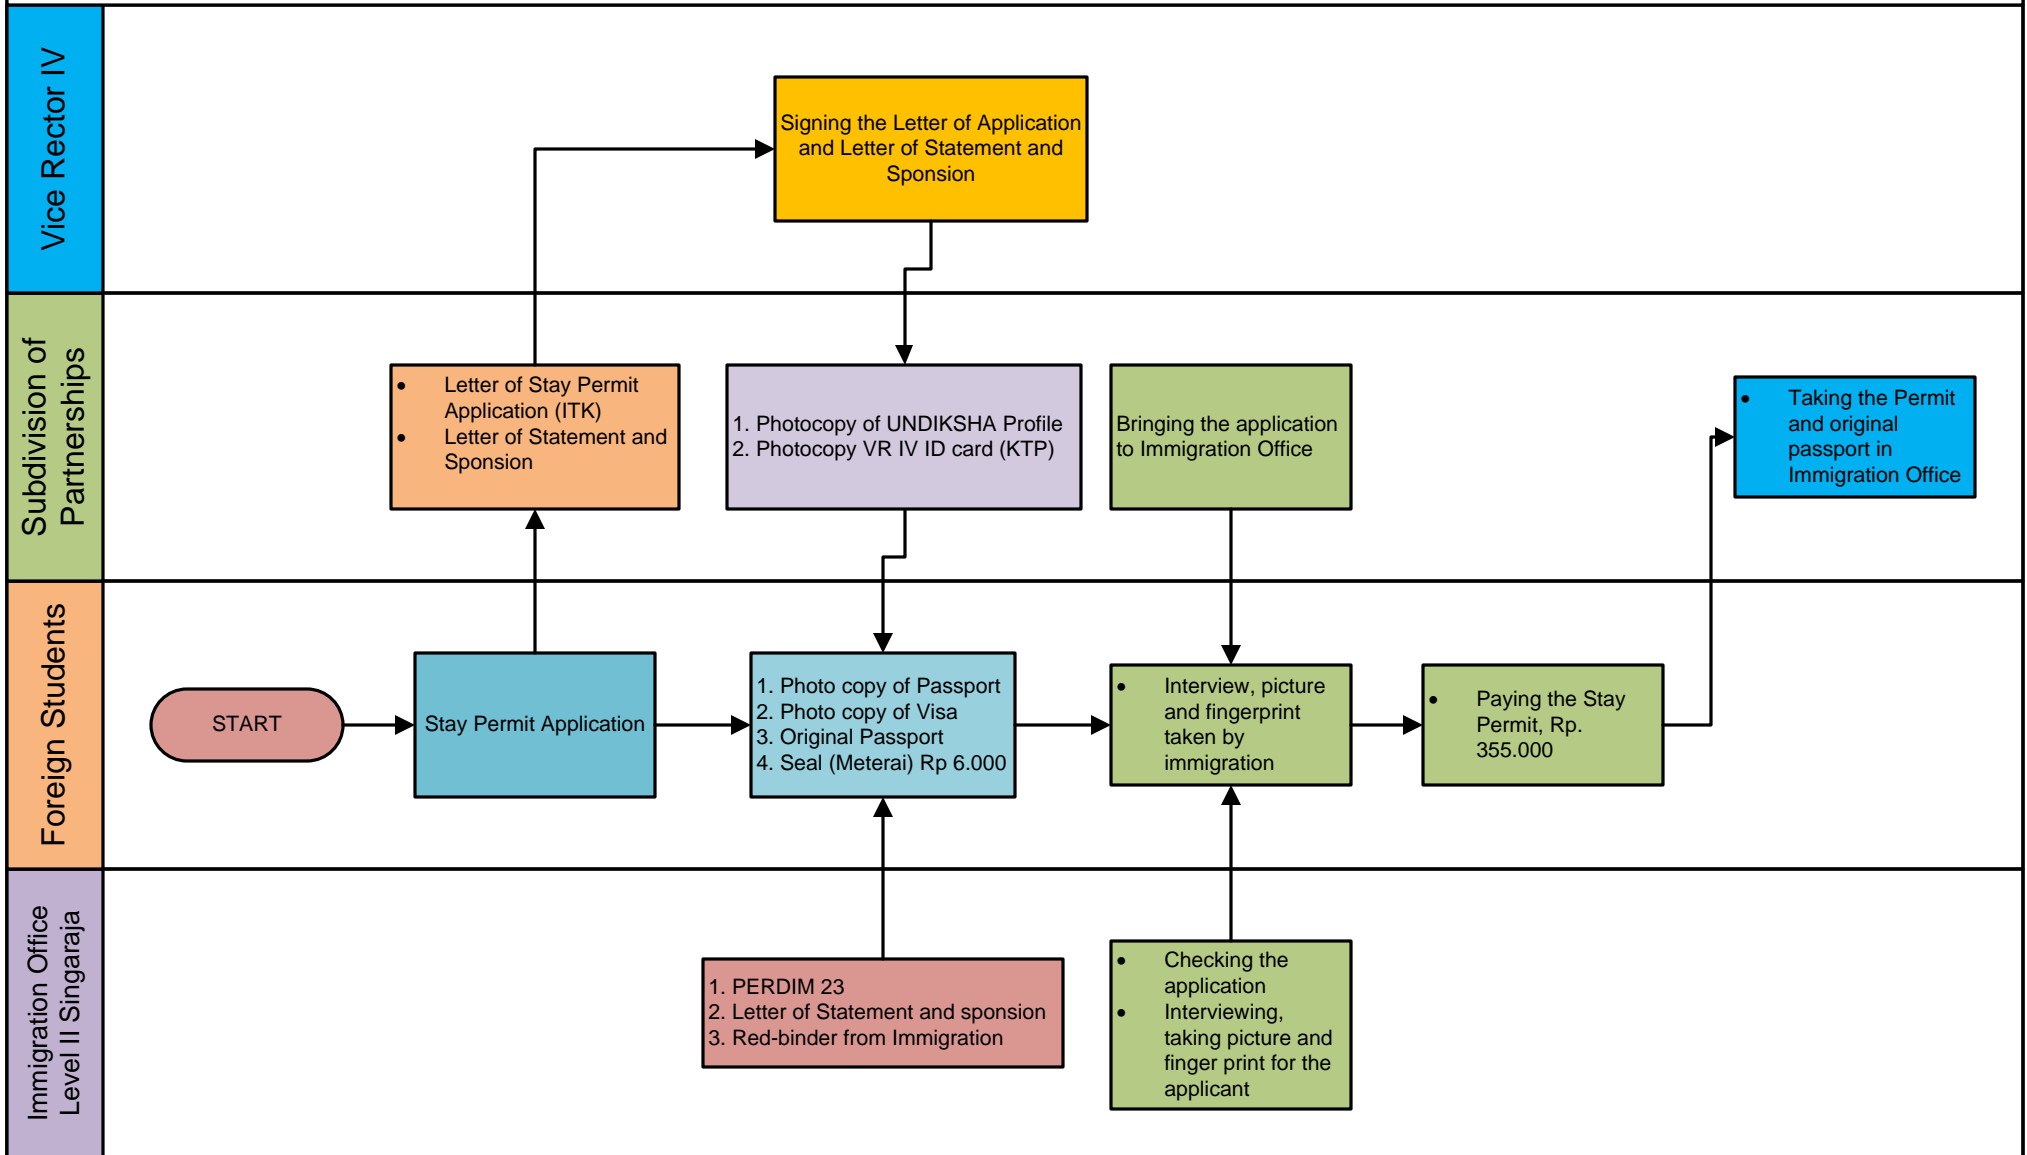 Vice Rector IV
Signing the Letter of Application
and Letter of Statement and
Sponsion
Subdivision of
Partnerships
• Letter of Stay Permit
Application (ITK)
• Letter of Statement and
Sponsion
1. Photocopy of UNDIKSHA Profile
2. Photocopy VR IV ID card (KTP)
Bringing the application
to Immigration Office
• Taking the Permit
and original
passport in
Immigration Office
Foreign Students
START
Stay Permit Application
1. Photo copy of Passport
2. Photo copy of Visa
3. Original Passport
4. Seal (Meterai) Rp 6.000
• Interview, picture
and fingerprint
taken by
immigration
• Paying the Stay
Permit, Rp.
355.000
Immigration Office
Level II Singaraja
1. PERDIM 23
2. Letter of Statement and sponsion
3. Red-binder from Immigration
• Checking the
application
• Interviewing,
taking picture and
finger print for the
applicant